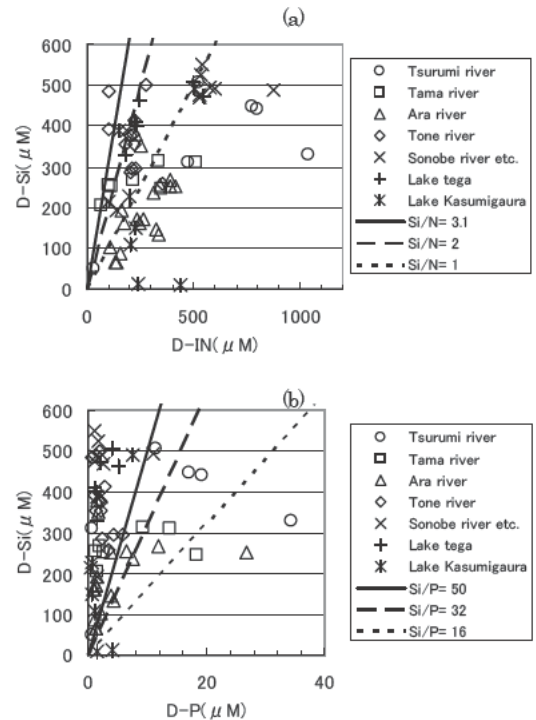 (a)
600
500
400
300
200
100
0
D-Si(μM)
0
500
1000
D-IN(μM)
Tsurumi river
Tama river
Ara river
Tone river
Sonobe river etc.
Lake tega
Lake Kasumigaura
Si/N= 3.1
Si/N= 2
Si/N= 1
(b)
600
500
400
300
200
100
0
D-Si(μM)
0
20
40
D-P(μM)
Tsurumi river
Tama river
Ara river
Tone river
Sonobe river etc.
Lake tega
Lake Kasumigaura
Si/P= 50
Si/P= 32
Si/P= 16